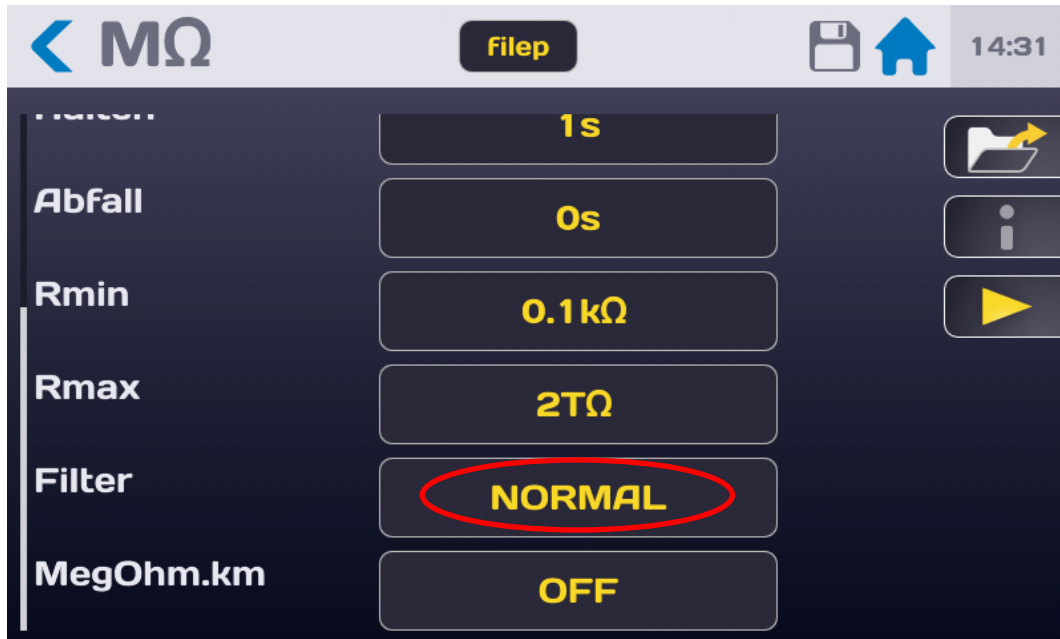 MΩ
filep
14:31
1s
Abfall
0s
Rmin
0.1kΩ
Rmax
2TΩ
Filter
NORMAL
MegOhm.km
OFF